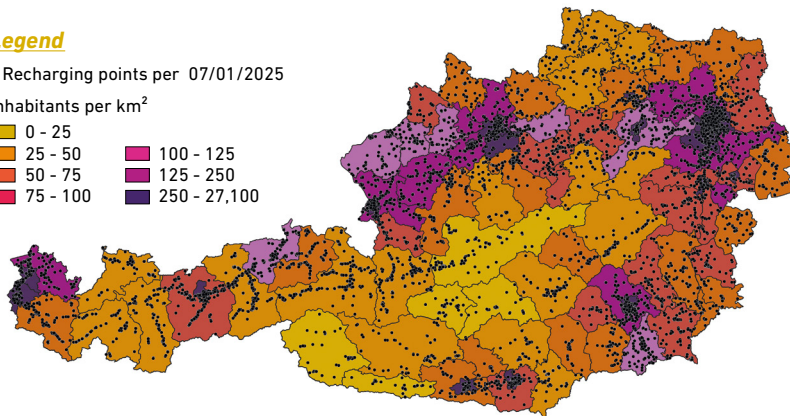 Legend
Recharging points per 07/01/2025
nhabitants per km²
0 - 25
25 - 50
50 - 75
75 - 100
100 - 125
125 - 250
250 - 27,100